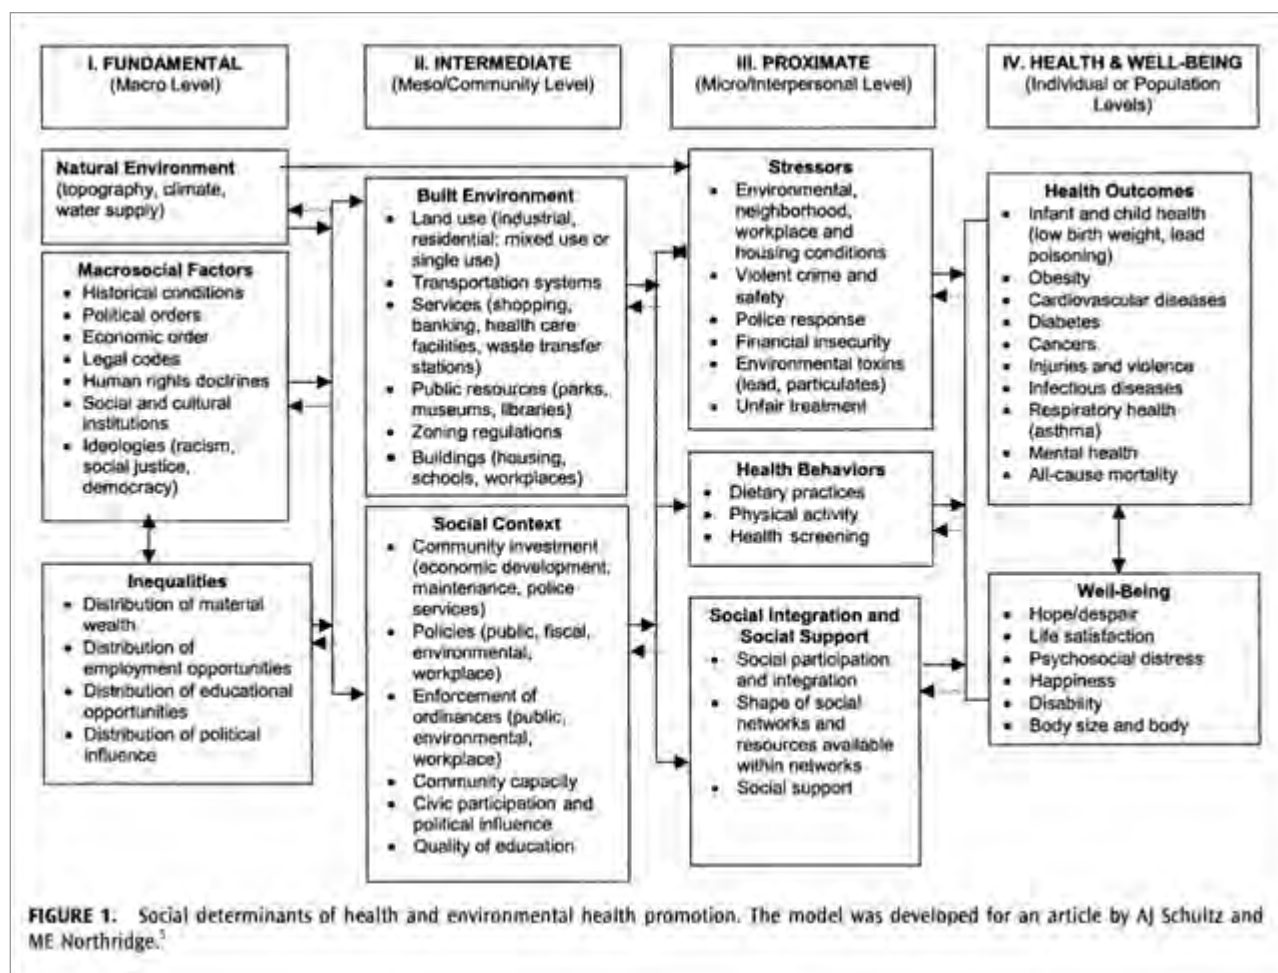 I. FUNDAMENTAL
(Macro Level)
II. INTERMEDIATE
(Meso/Community Level)
III. PROXIMATE
(Micro/Interpersonal Level)
IV. HEALTH & WELL-BEING
(Individual or Population
Levels)
Natural Environment
(topography, climate,
water supply)
Macrosocial Factors
• Historical conditions
• Political orders
• Economic order
• Legal codes
• Human rights doctrines
• Social and cultural
institutions
• Ideologies (racism,
social justice,
democracy)
Inequalities
• Distribution of material
wealth
• Distribution of
employment opportunities
• Distribution of educational
opportunities
• Distribution of political
influence
Built Environment
• Land use (industrial,
residential; mixed use or
single use)
• Transportation systems
• Services (shopping,
banking, health care
facilities, waste transfer
stations)
• Public resources (parks,
museums, libraries)
• Zoning regulations
• Buildings (housing,
schools, workplaces)
Social Context
• Community investment
(economic development,
maintenance, police
services)
• Policies (public, fiscal,
environmental,
workplace)
• Enforcement of
ordinances (public,
environmental,
workplace)
• Community capacity
• Civic participation and
political influence
• Quality of education
Stressors
• Environmental,
neighborhood,
workplace and
housing conditions
• Violent crime and
safety
• Police response
• Financial insecurity
• Environmental toxins
(lead, particulates)
• Unfair treatment
Health Behaviors
• Dietary practices
• Physical activity
• Health screening
Social Integration and
Social Support
• Social participation
and integration
• Shape of social
networks and
resources available
within networks
• Social support
Health Outcomes
• Infant and child health
(low birth weight, lead
poisoning)
• Obesity
• Cardiovascular diseases
• Diabetes
• Cancers
• Injuries and violence
• Infectious diseases
• Respiratory health
(asthma)
• Mental health
• All-cause mortality
Well-Being
• Hope/despair
• Life satisfaction
• Psychosocial distress
• Happiness
• Disability
• Body size and body
FIGURE 1. Social determinants of health and environmental health promotion. The model was developed for an article by AJ Schultz and
ME Northridge.⁵